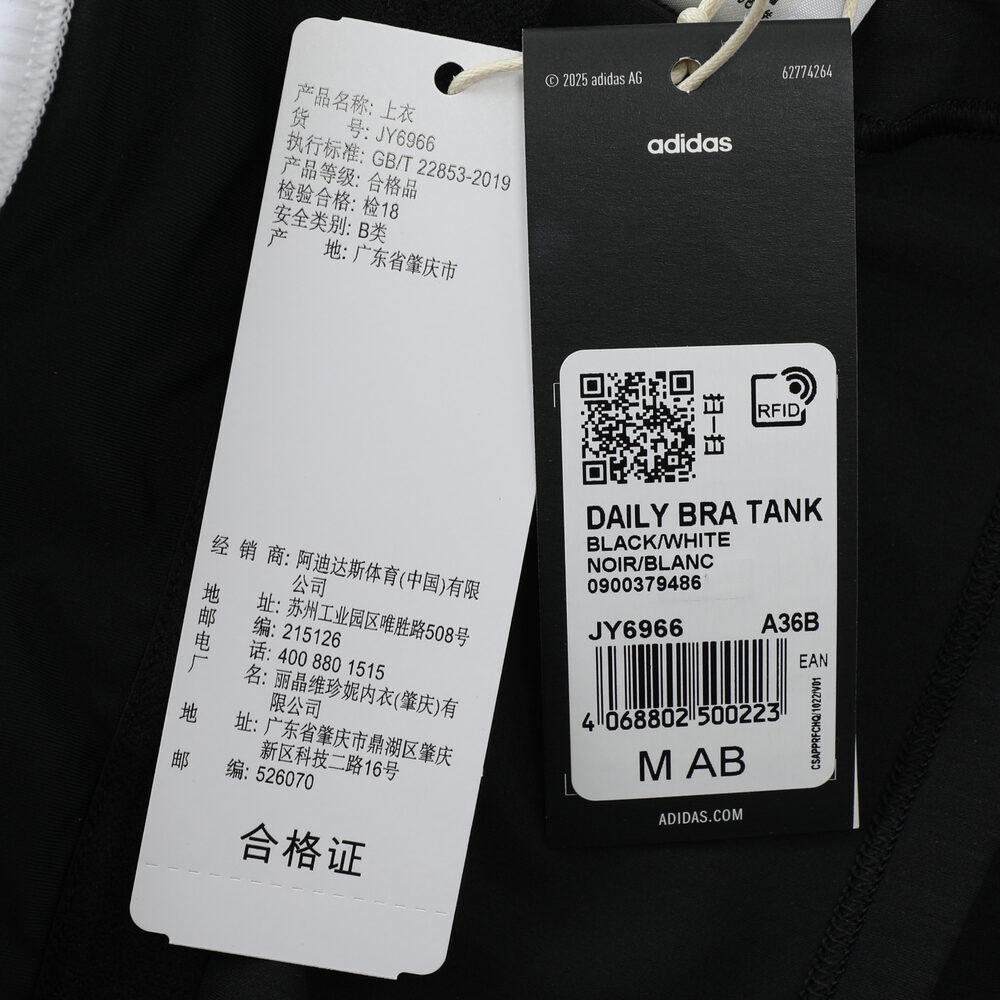 产品名称: 上衣
货 号: JY6966
执行标准: GB/T 22853-2019
产品等级: 合格品
检验合格: 检18
安全类别: B类
产 地: 广东省肇庆市
经 销 商: 阿迪达斯体育(中国)有限
公司
地 址: 苏州工业园区唯胜路508号
邮 编: 215126
电 话: 400 880 1515
厂 名: 丽晶维珍妮内衣(肇庆)有
限公司
地 址: 广东省肇庆市鼎湖区肇庆
新区科技二路16号
邮 编: 526070
合格证
© 2025 adidas AG
62774264
adidas
RFID
DAILY BRA TANK
BLACK/WHITE
NOIR/BLANC
0900379486
JY6966 A36B
EAN
4 068802 500223
CSAPPRFCHQ/1022/V01
M AB
ADIDAS.COM